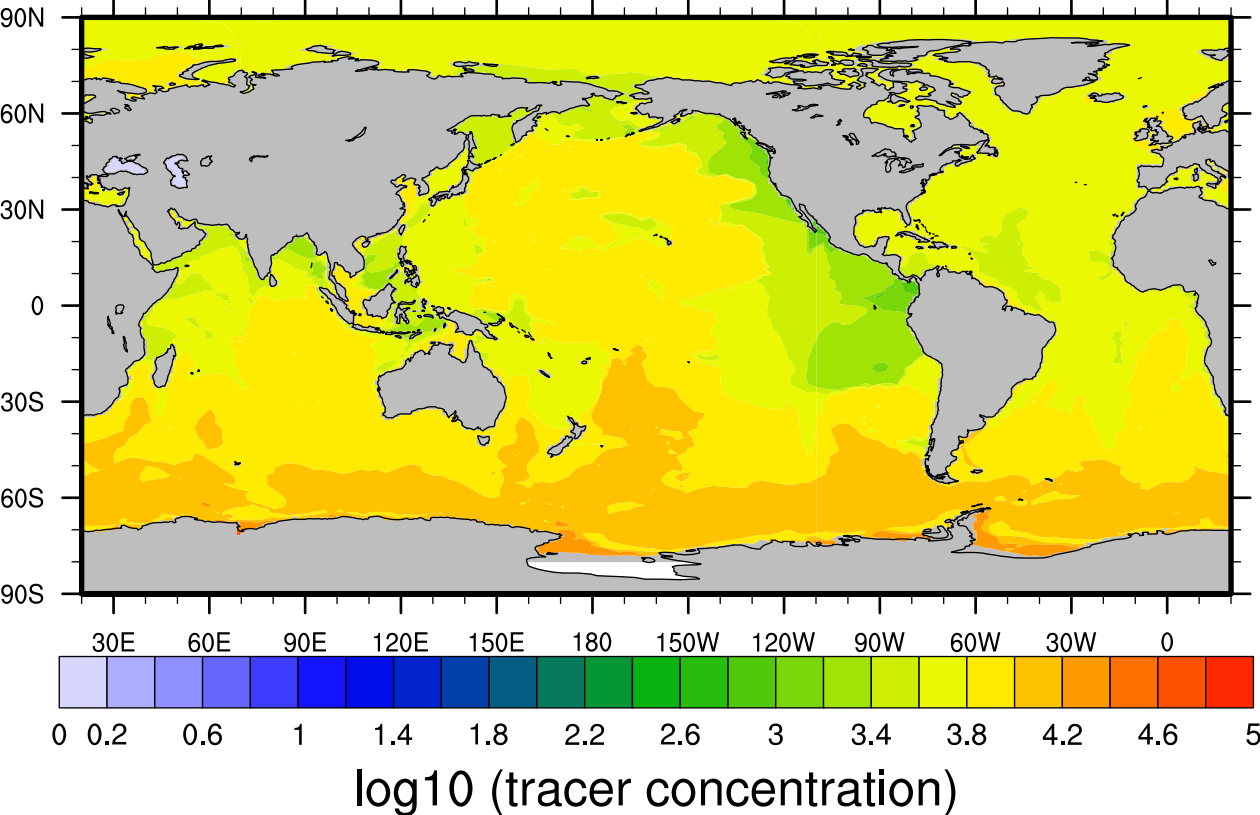 90N
60N
30N
0
30S
60S
90S
30E 60E 90E 120E 150E 180 150W 120W 90W 60W 30W 0
0 0.2 0.6 1 1.4 1.8 2.2 2.6 3 3.4 3.8 4.2 4.6 5
log10 (tracer concentration)